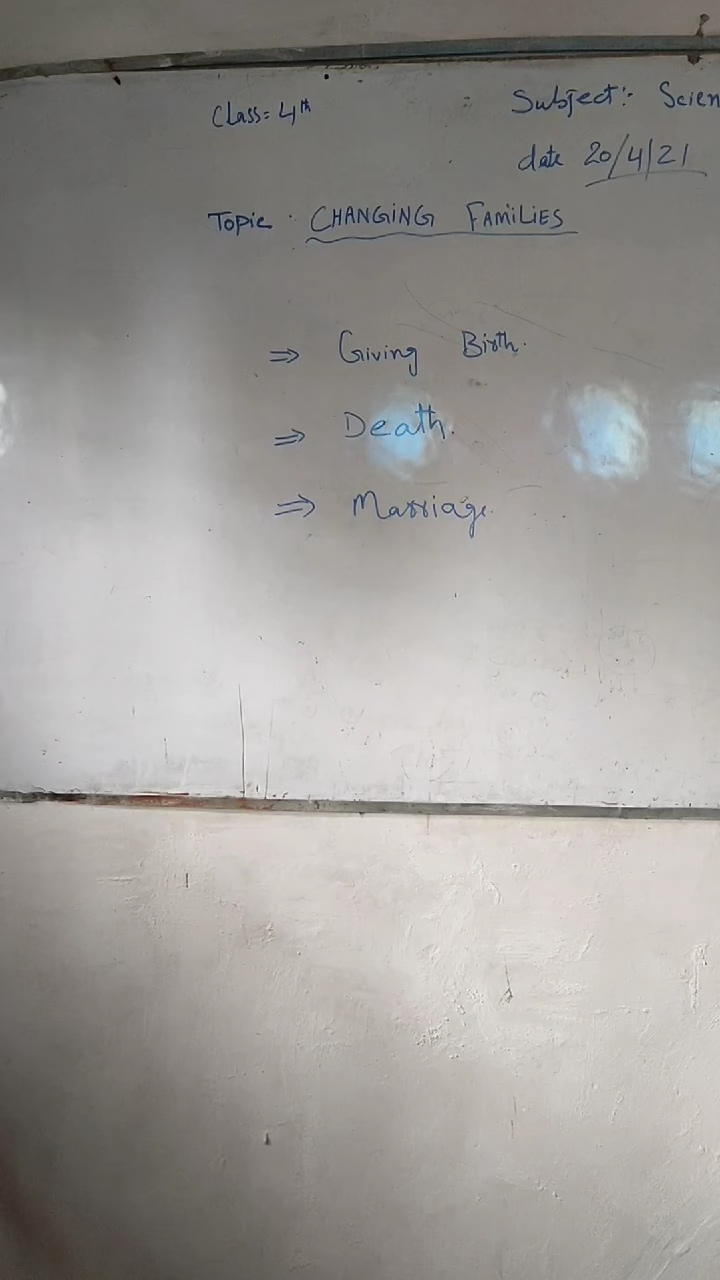 Class= 4th
Subject:- Scien
date 20/4/21
Topic · CHANGiNG FAMiLiES
⇒ Giving Birth.
⇒ Death.
⇒ Marriage.